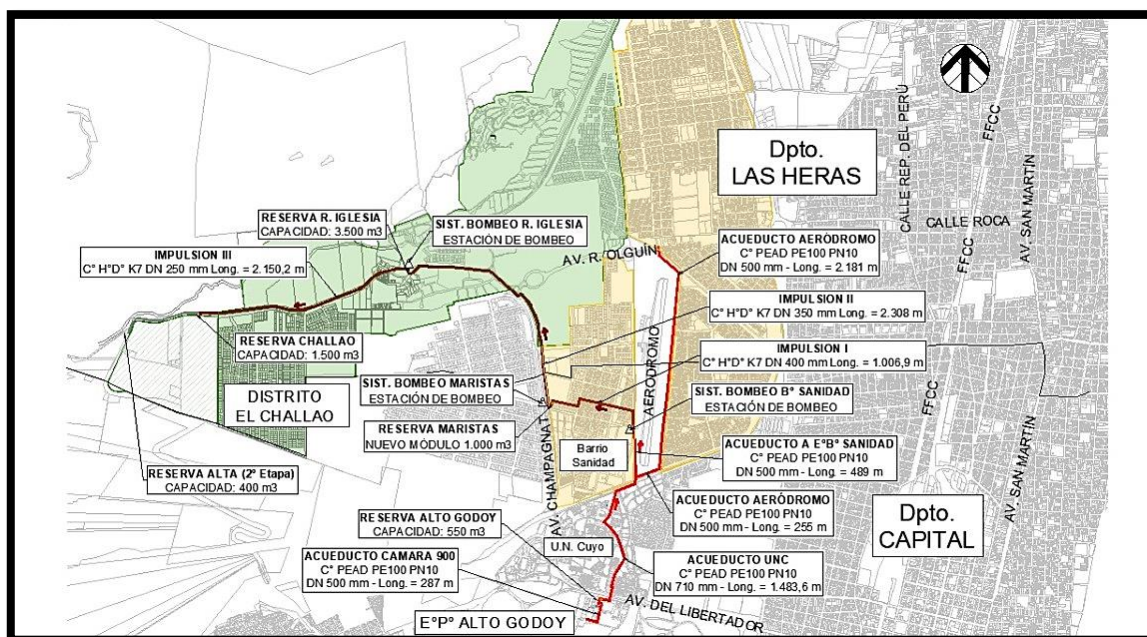 Dpto.
LAS HERAS
CALLE REP. DEL PERÚ
FFCC
AV. SAN MARTÍN
CALLE ROCA
RESERVA R. IGLESIA
CAPACIDAD: 3.500 m3
SIST. BOMBEO R. IGLESIA
ESTACIÓN DE BOMBEO
IMPULSION III
C° H°D° K7 DN 250 mm Long. = 2.150,2 m
AV. R. OLGUÍN
ACUEDUCTO AERÓDROMO
C° PEAD PE100 PN10
DN 500 mm - Long. = 2.181 m
IMPULSION II
C° H°D° K7 DN 350 mm Long. = 2.308 m
RESERVA CHALLAO
CAPACIDAD: 1.500 m3
IMPULSION I
C° H°D° K7 DN 400 mm Long. = 1.006,9 m
AERODROMO
FFCC
DISTRITO
EL CHALLAO
SIST. BOMBEO MARISTAS
ESTACIÓN DE BOMBEO
SIST. BOMBEO B° SANIDAD
ESTACIÓN DE BOMBEO
RESERVA MARISTAS
NUEVO MÓDULO 1.000 m3
Barrio
Sanidad
ACUEDUCTO A E°B° SANIDAD
C° PEAD PE100 PN10
DN 500 mm - Long. = 489 m
AV. SAN MARTÍN
RESERVA ALTA (2° Etapa)
CAPACIDAD: 400 m3
AV. CHAMPAGNAT
ACUEDUCTO AERÓDROMO
C° PEAD PE100 PN10
DN 500 mm - Long. = 255 m
Dpto.
CAPITAL
RESERVA ALTO GODOY
CAPACIDAD: 550 m3
U.N. Cuyo
ACUEDUCTO CAMARA 900
C° PEAD PE100 PN10
DN 500 mm - Long. = 287 m
ACUEDUCTO UNC
C° PEAD PE100 PN10
DN 710 mm - Long. = 1.483,6 m
AV. DEL LIBERTADOR
E°P° ALTO GODOY